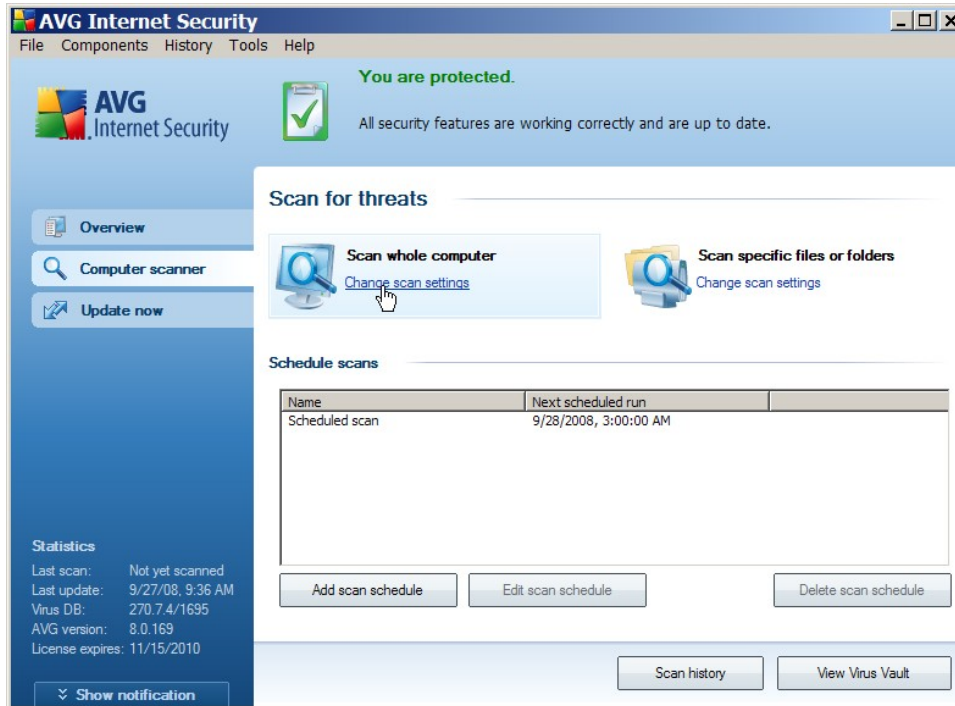 AVG Internet Security
File Components History Tools Help
AVG
Internet Security
You are protected.
All security features are working correctly and are up to date.
Overview
Computer scanner
Update now
Scan for threats
Scan whole computer
Change scan settings
Scan specific files or folders
Change scan settings
Schedule scans
Name Next scheduled run
Scheduled scan 9/28/2008, 3:00:00 AM
Add scan schedule Edit scan schedule Delete scan schedule
Statistics
Last scan: Not yet scanned
Last update: 9/27/08, 9:36 AM
Virus DB: 270.7.4/1695
AVG version: 8.0.169
License expires: 11/15/2010
Show notification
Scan history View Virus Vault